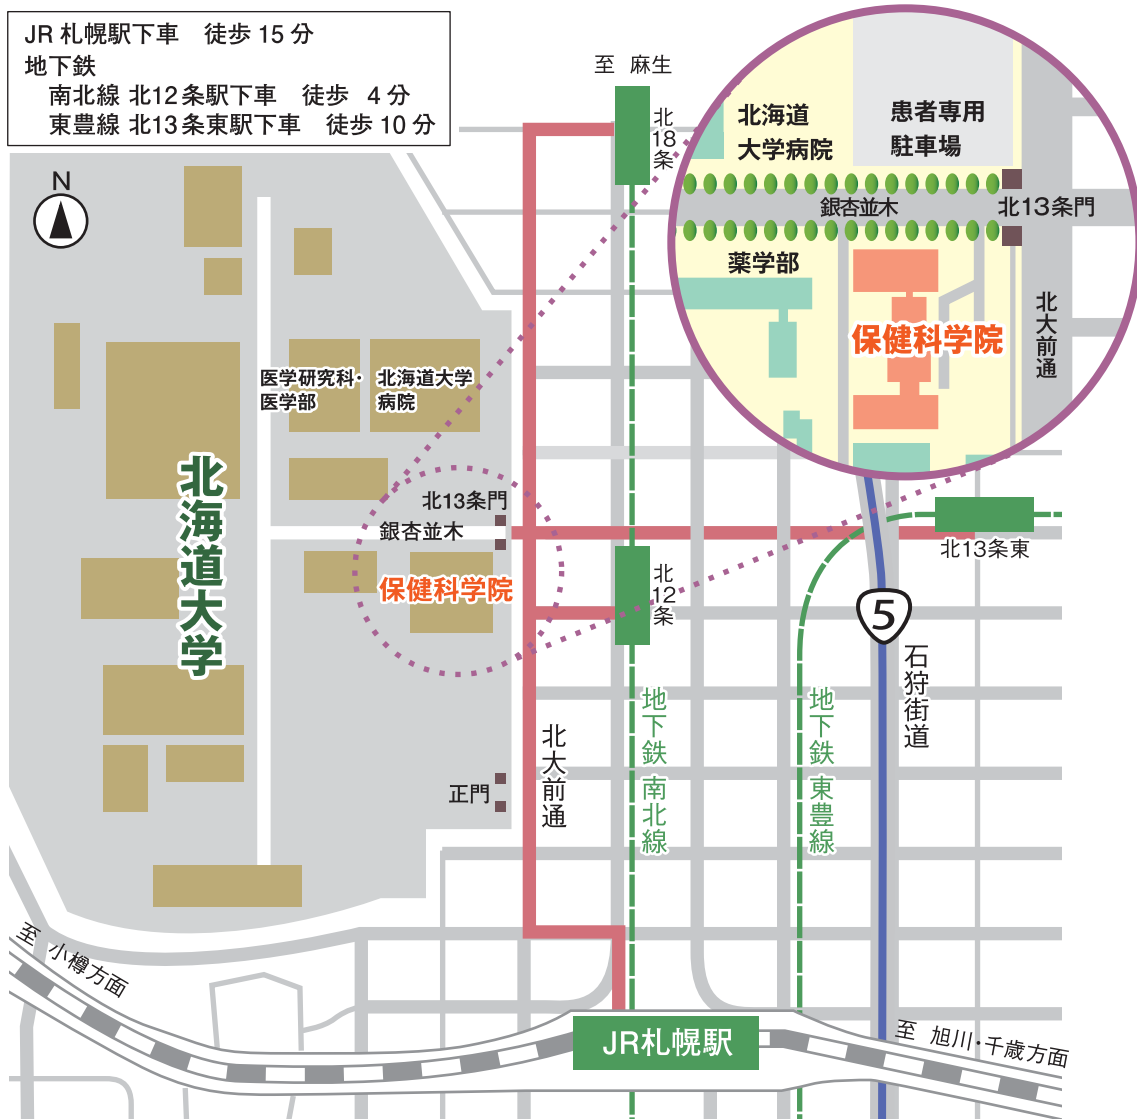 JR 札幌駅下車　徒歩 15 分
地下鉄
南北線 北12条駅下車　徒歩　4 分
東豊線 北13条東駅下車　徒歩 10 分
N
至　麻生
北18条
北海道
大学病院
患者専用
駐車場
銀杏並木
北13条門
薬学部
保健科学院
北大前通
医学研究科・
医学部
北海道大学
病院
北海道大学
北13条門
銀杏並木
保健科学院
北12条
北13条東
5
石狩街道
地下鉄 南北線
地下鉄 東豊線
北大前通
正門
至　小樽方面
JR札幌駅
至　旭川・千歳方面